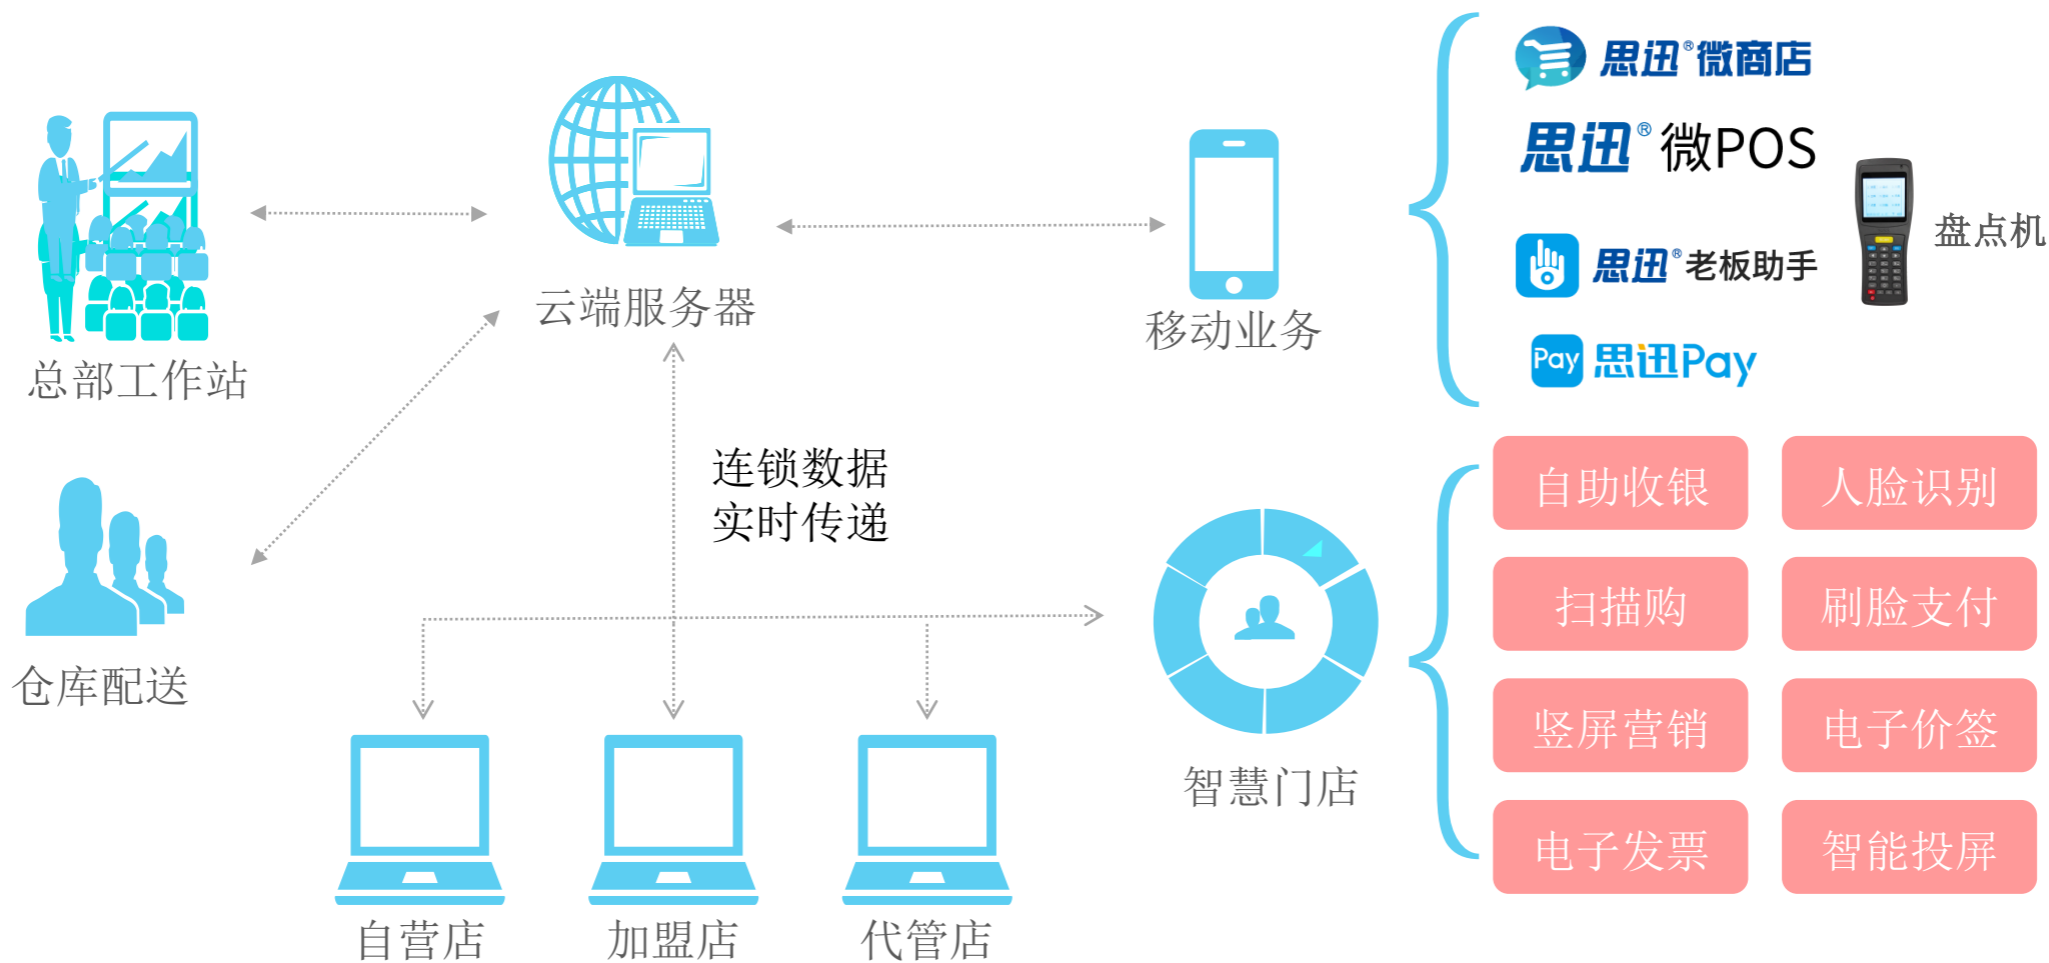 思迅®微商店
思迅®微POS
盘点机
思迅®老板助手
Pay 思迅Pay
云端服务器
移动业务
总部工作站
连锁数据
实时传递
自助收银
人脸识别
扫描购
刷脸支付
仓库配送
竖屏营销
电子价签
智慧门店
电子发票
智能投屏
自营店
加盟店
代管店